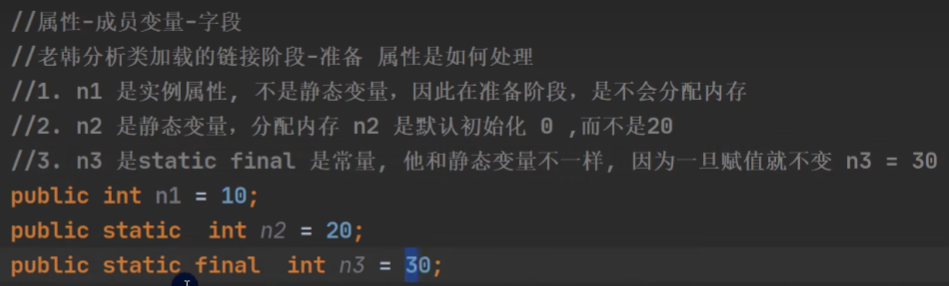 //属性-成员变量-字段
//老韩分析类加载的链接阶段-准备 属性是如何处理
//1. n1 是实例属性, 不是静态变量，因此在准备阶段，是不会分配内存
//2. n2 是静态变量，分配内存 n2 是默认初始化 0 ,而不是20
//3. n3 是static final 是常量, 他和静态变量不一样, 因为一旦赋值就不变 n3 = 30
public int n1 = 10;
public static  int n2 = 20;
public static final  int n3 = 30;